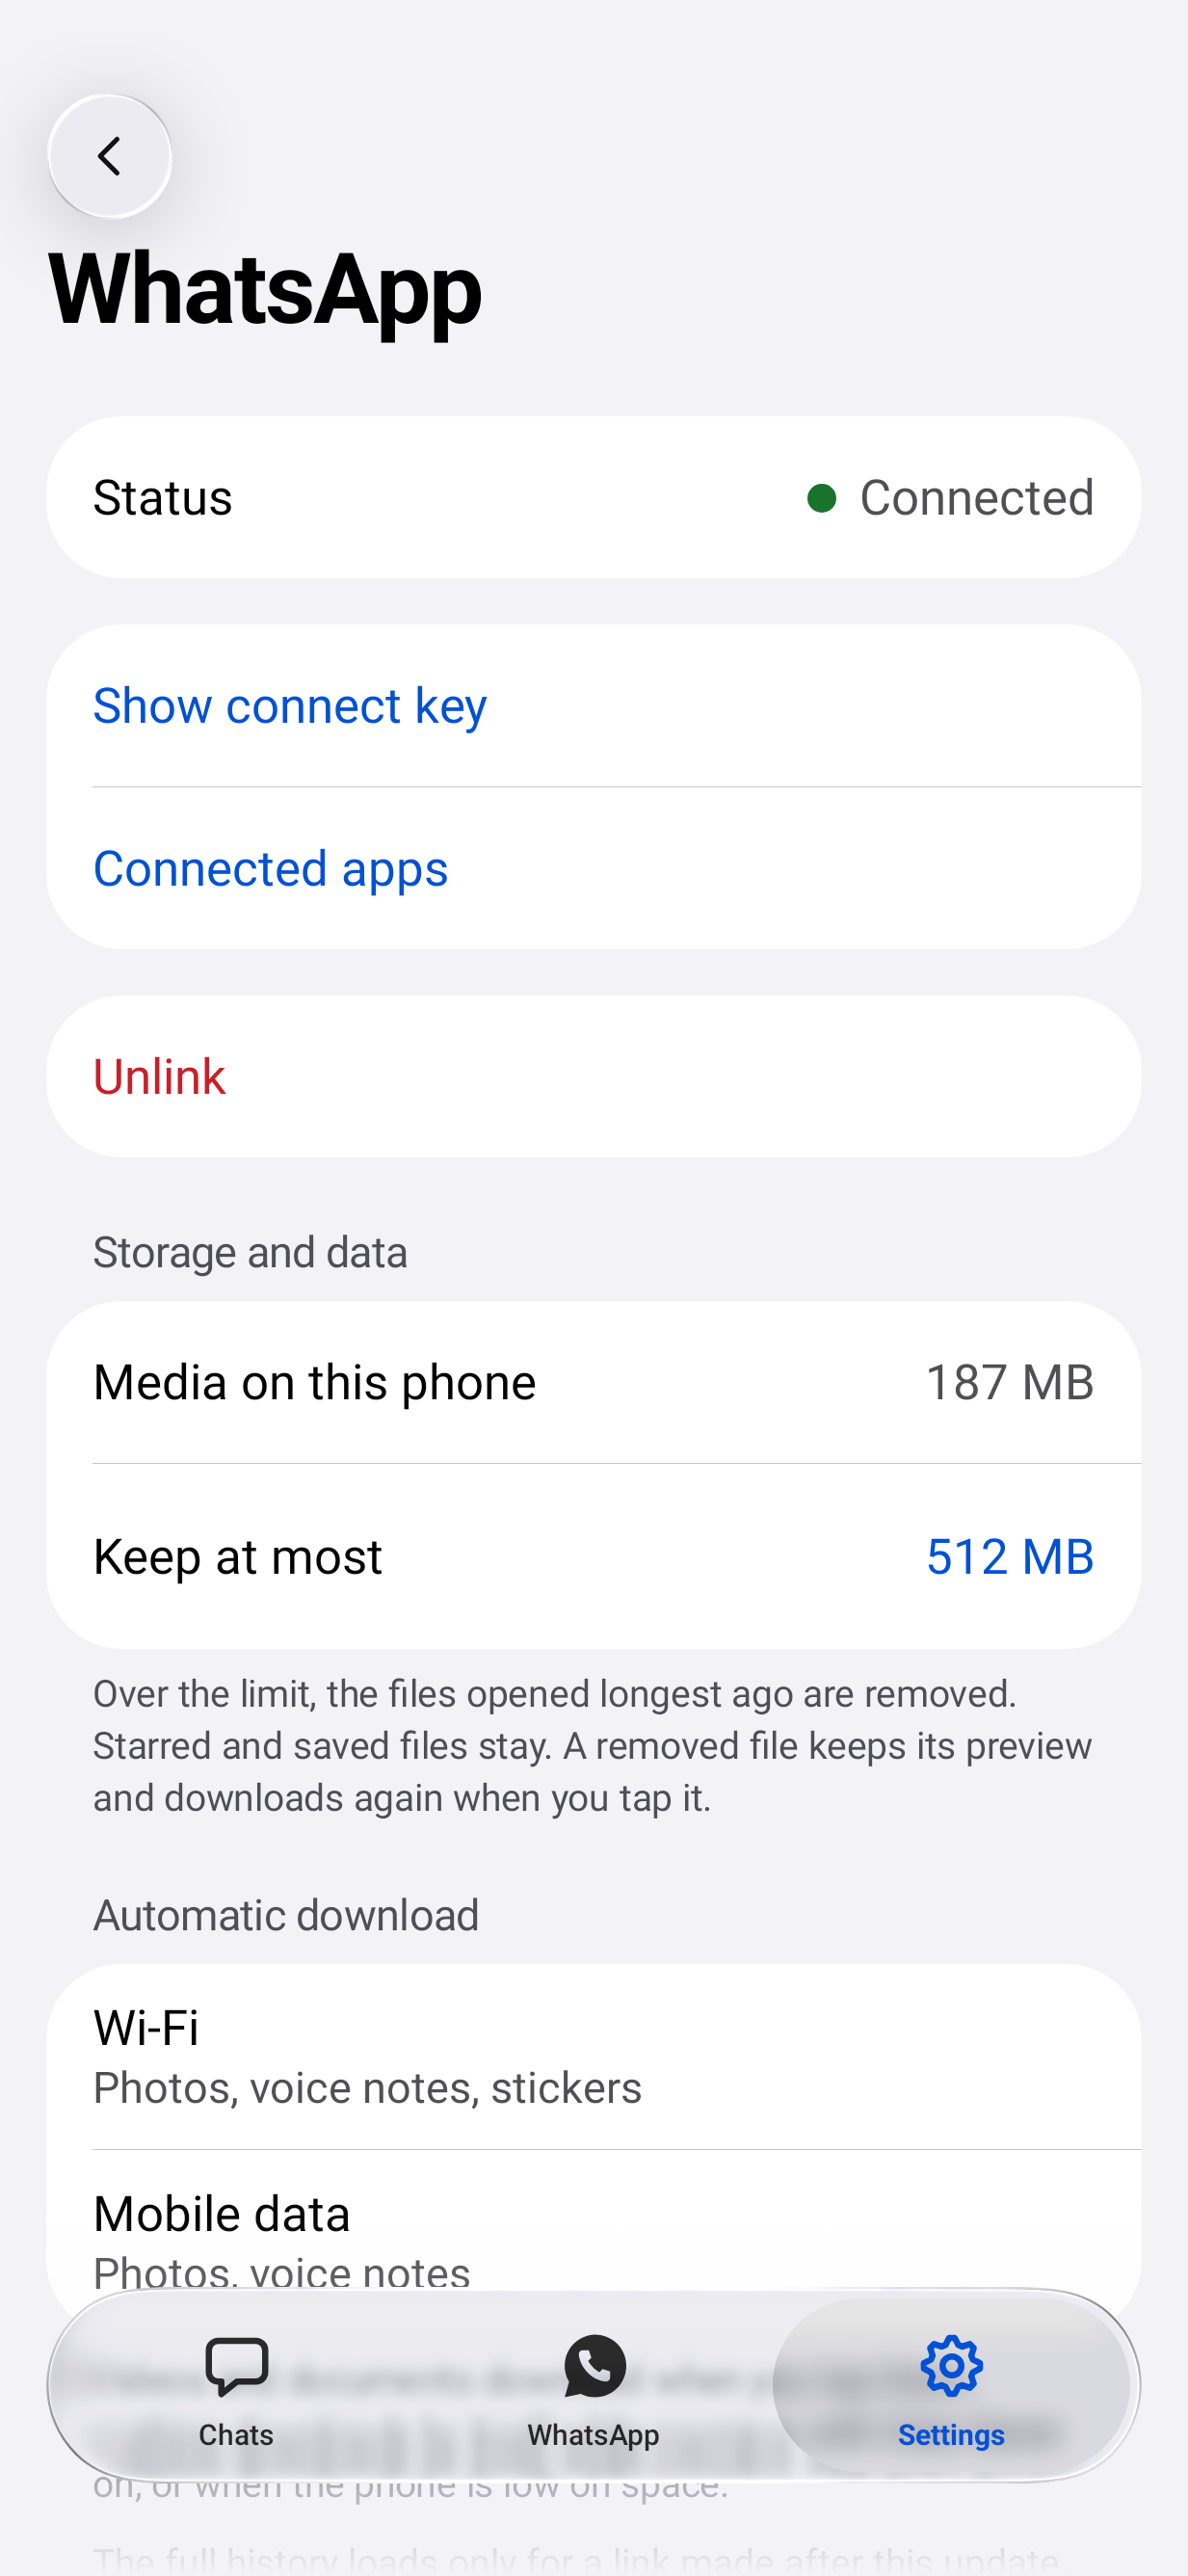 WhatsApp
Status
Connected
Show connect key
Connected apps
Unlink
Storage and data
Media on this phone
187 MB
Keep at most
512 MB
Over the limit, the files opened longest ago are removed.
Starred and saved files stay. A removed file keeps its preview
and downloads again when you tap it.
Automatic download
Wi-Fi
Photos, voice notes, stickers
Mobile data
Photos, voice notes
documents
when
Chats
WhatsApp
Settings
on, or when the phone is low on space.
The full history loads only for a link made after this update